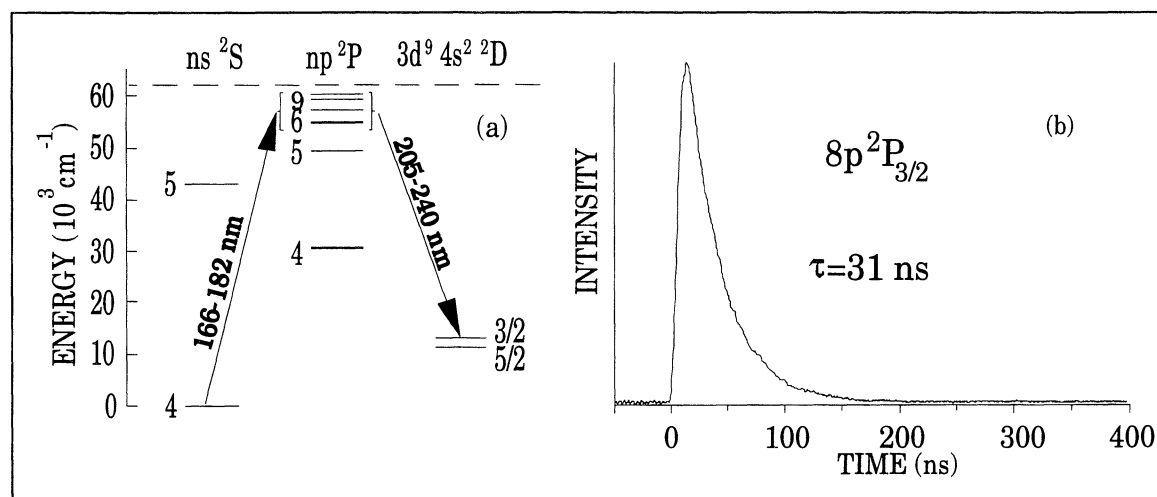 ns ²S np ²P 3d⁹ 4s² ²D
ENERGY (10³ cm⁻¹)
60
50
40
30
20
10
0
5
4
9
6
5
4
166-182 nm
205-240 nm
3/2
5/2
(a)
(b)
8p ²P₃/₂
τ=31 ns
INTENSITY
0 100 200 300 400
TIME (ns)